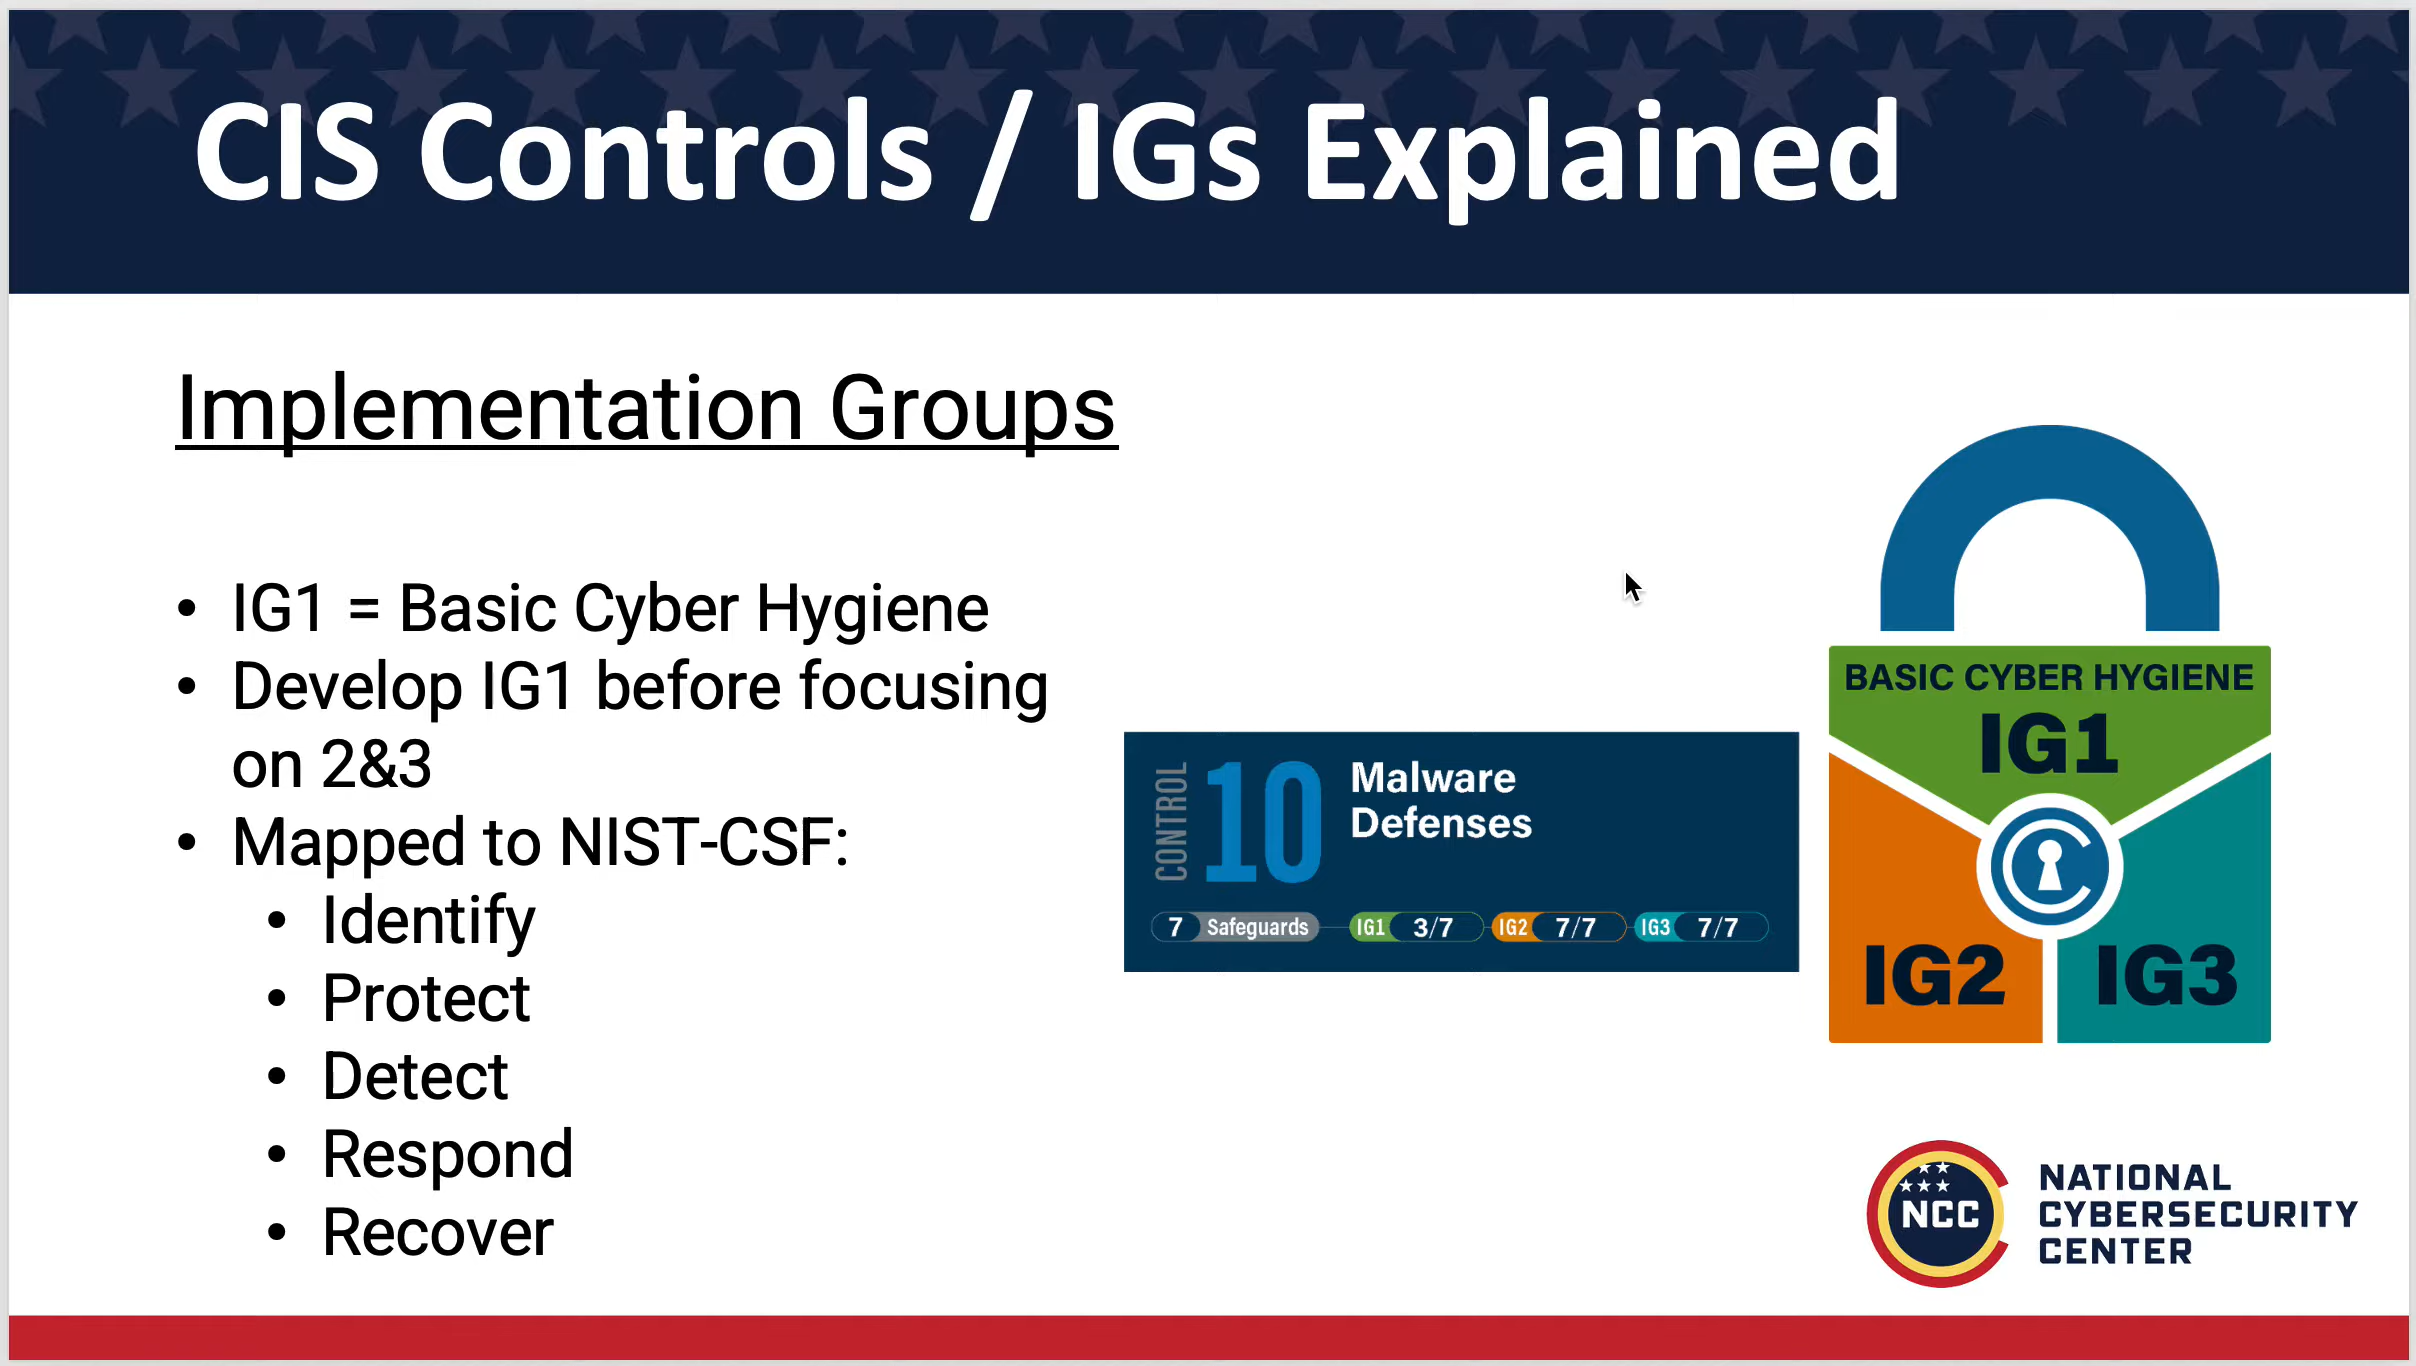 CIS Controls / IGs Explained
Implementation Groups
• IG1 = Basic Cyber Hygiene
• Develop IG1 before focusing
on 2&3
• Mapped to NIST-CSF:
• Identify
• Protect
• Detect
• Respond
• Recover
CONTROL
10
Malware
Defenses
7 Safeguards IG1 3/7 IG2 7/7 IG3 7/7
BASIC CYBER HYGIENE
IG1
IG2 IG3
NCC
NATIONAL
CYBERSECURITY
CENTER